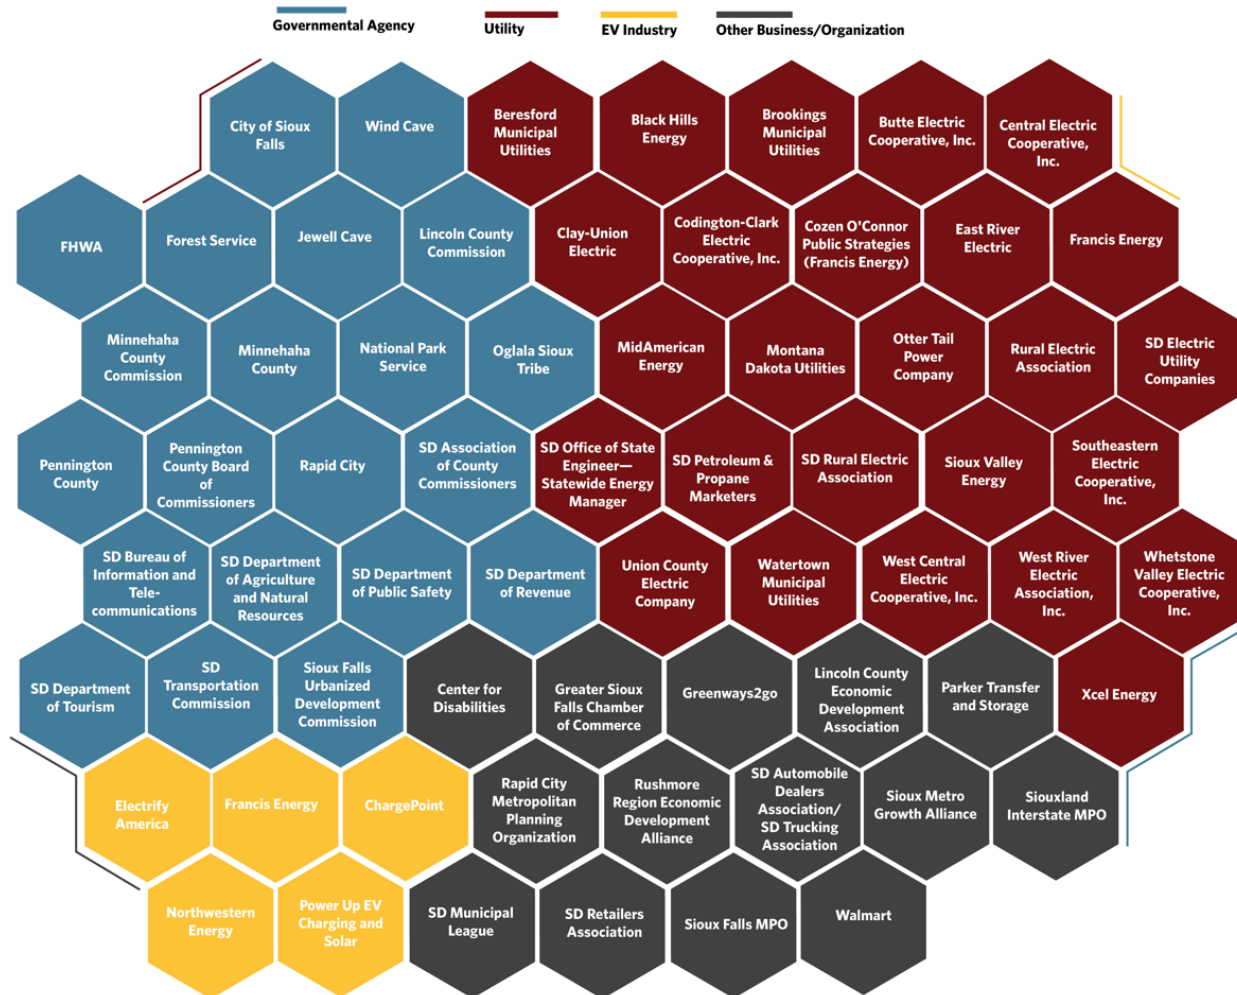 Governmental Agency
Utility
EV Industry
Other Business/Organization
City of Sioux
Falls
Wind Cave
Beresford
Municipal
Utilities
Black Hills
Energy
Brookings
Municipal
Utilities
Butte Electric
Cooperative, Inc.
Central Electric
Cooperative,
Inc.
FHWA
Forest Service
Jewell Cave
Lincoln County
Commission
Clay-Union
Electric
Codington-Clark
Electric
Cooperative, Inc.
Cozen O'Connor
Public Strategies
(Francis Energy)
East River
Electric
Francis Energy
Minnehaha
County
Commission
Minnehaha
County
National Park
Service
Oglala Sioux
Tribe
MidAmerican
Energy
Montana
Dakota Utilities
Otter Tail
Power
Company
Rural Electric
Association
SD Electric
Utility
Companies
Pennington
County
Pennington
County Board
of
Commissioners
Rapid City
SD Association
of County
Commissioners
SD Office of State
Engineer—
Statewide Energy
Manager
SD Petroleum &
Propane
Marketers
SD Rural Electric
Association
Sioux Valley
Energy
Southeastern
Electric
Cooperative,
Inc.
SD Bureau of
Information and
Tele-
communications
SD Department
of Agriculture
and Natural
Resources
SD Department
of Public Safety
SD Department
of Revenue
Union County
Electric
Company
Watertown
Municipal
Utilities
West Central
Electric
Cooperative, Inc.
West River
Electric
Association,
Inc.
Whetstone
Valley Electric
Cooperative,
Inc.
SD Department
of Tourism
SD
Transportation
Commission
Sioux Falls
Urbanized
Development
Commission
Center for
Disabilities
Greater Sioux
Falls Chamber
of Commerce
Greenways2go
Lincoln County
Economic
Development
Association
Parker Transfer
and Storage
Xcel Energy
Electrify
America
Francis Energy
ChargePoint
Rapid City
Metropolitan
Planning
Organization
Rushmore
Region Economic
Development
Alliance
SD Automobile
Dealers
Association/
SD Trucking
Association
Sioux Metro
Growth Alliance
Siouxland
Interstate MPO
Northwestern
Energy
Power Up EV
Charging and
Solar
SD Municipal
League
SD Retailers
Association
Sioux Falls MPO
Walmart